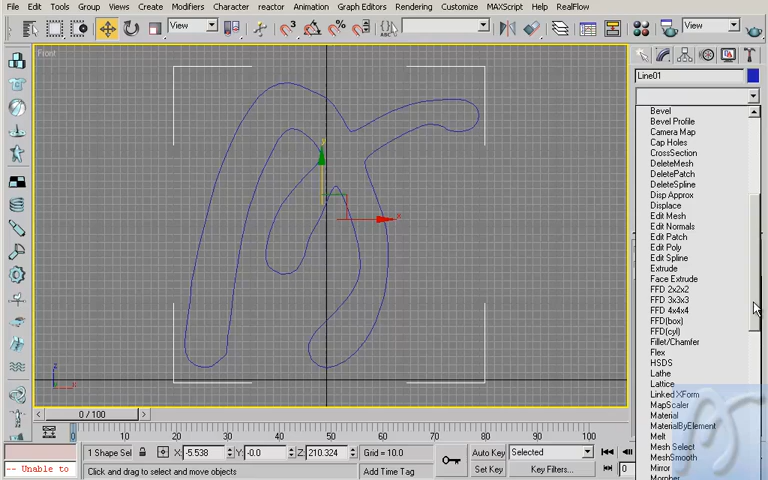 File Edit Tools Group Views Create Modifiers Character reactor Animation Graph Editors Rendering Customize MAXScript Help RealFlow
View View
Front
Line01
Bevel
Bevel Profile
Camera Map
Cap Holes
CrossSection
DeleteMesh
DeletePatch
DeleteSpline
Disp Approx
Displace
Edit Mesh
Edit Normals
Edit Patch
Edit Poly
Edit Spline
Extrude
Face Extrude
FFD 2x2x2
FFD 3x3x3
FFD 4x4x4
FFD(box)
FFD(cyl)
Fillet/Chamfer
Flex
HSDS
Lathe
Lattice
Linked XForm
MapScaler
Material
MaterialByElement
Melt
Mesh Select
MeshSmooth
Mirror
Morpher
y
x
z
x
0 / 100
0 10 20 30 40 50 60 70 80 90 100
1 Shape Sel X: -5.538 Y: -0.0 Z: 210.324 Grid = 10.0 Auto Key Selected
-- Unable to Click and drag to select and move objects Add Time Tag Set Key Key Filters... 0